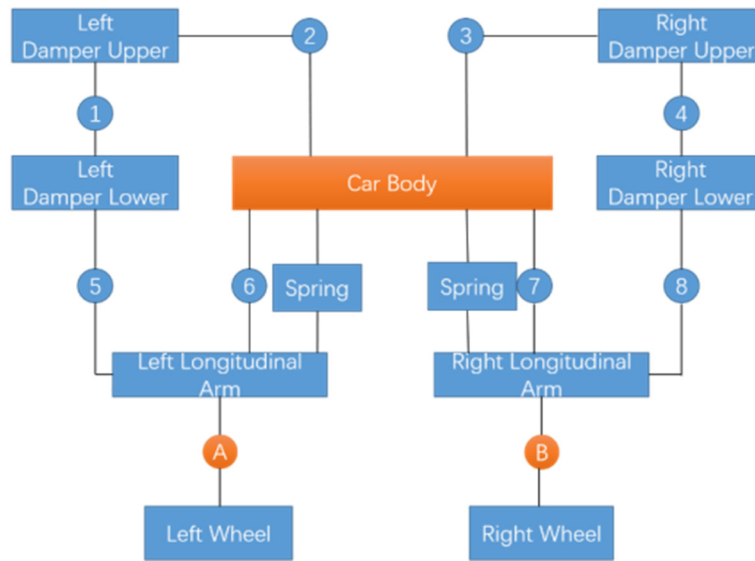 Left
Damper Upper
2
3
Right
Damper Upper
1
4
Left
Damper Lower
Car Body
Right
Damper Lower
5
6
Spring
Spring
7
8
Left Longitudinal
Arm
Right Longitudinal
Arm
A
B
Left Wheel
Right Wheel